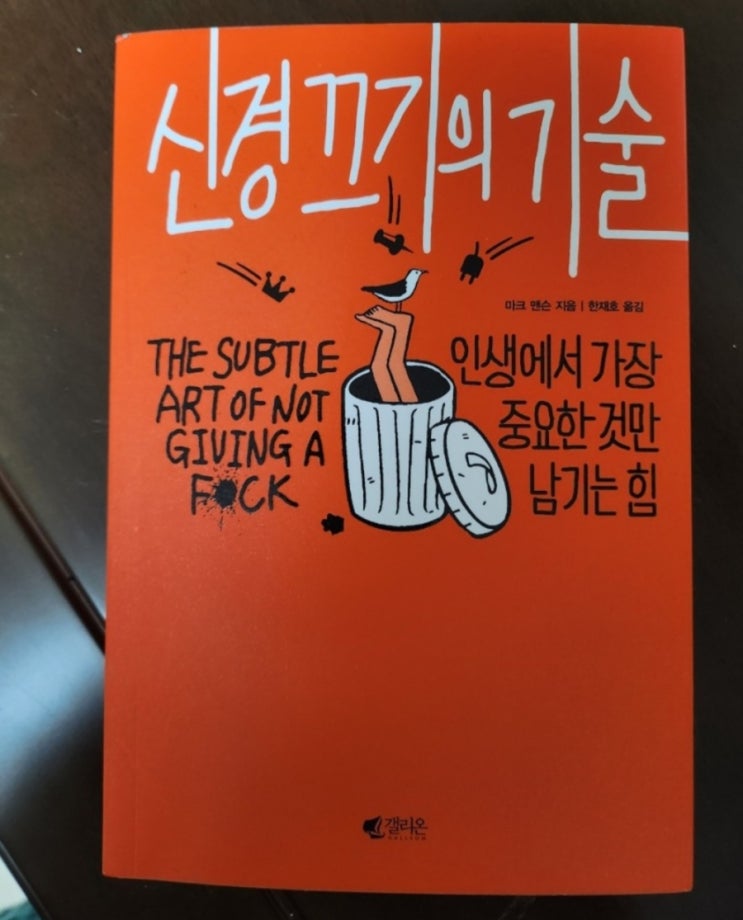 신경 끄기의 기술
마크 맨슨 지음 | 한재호 옮김
THE SUBTLE
ART OF NOT
GIVING A
F CK
인생에서 가장
중요한 것만
남기는 힘
갤리온
GALLEON